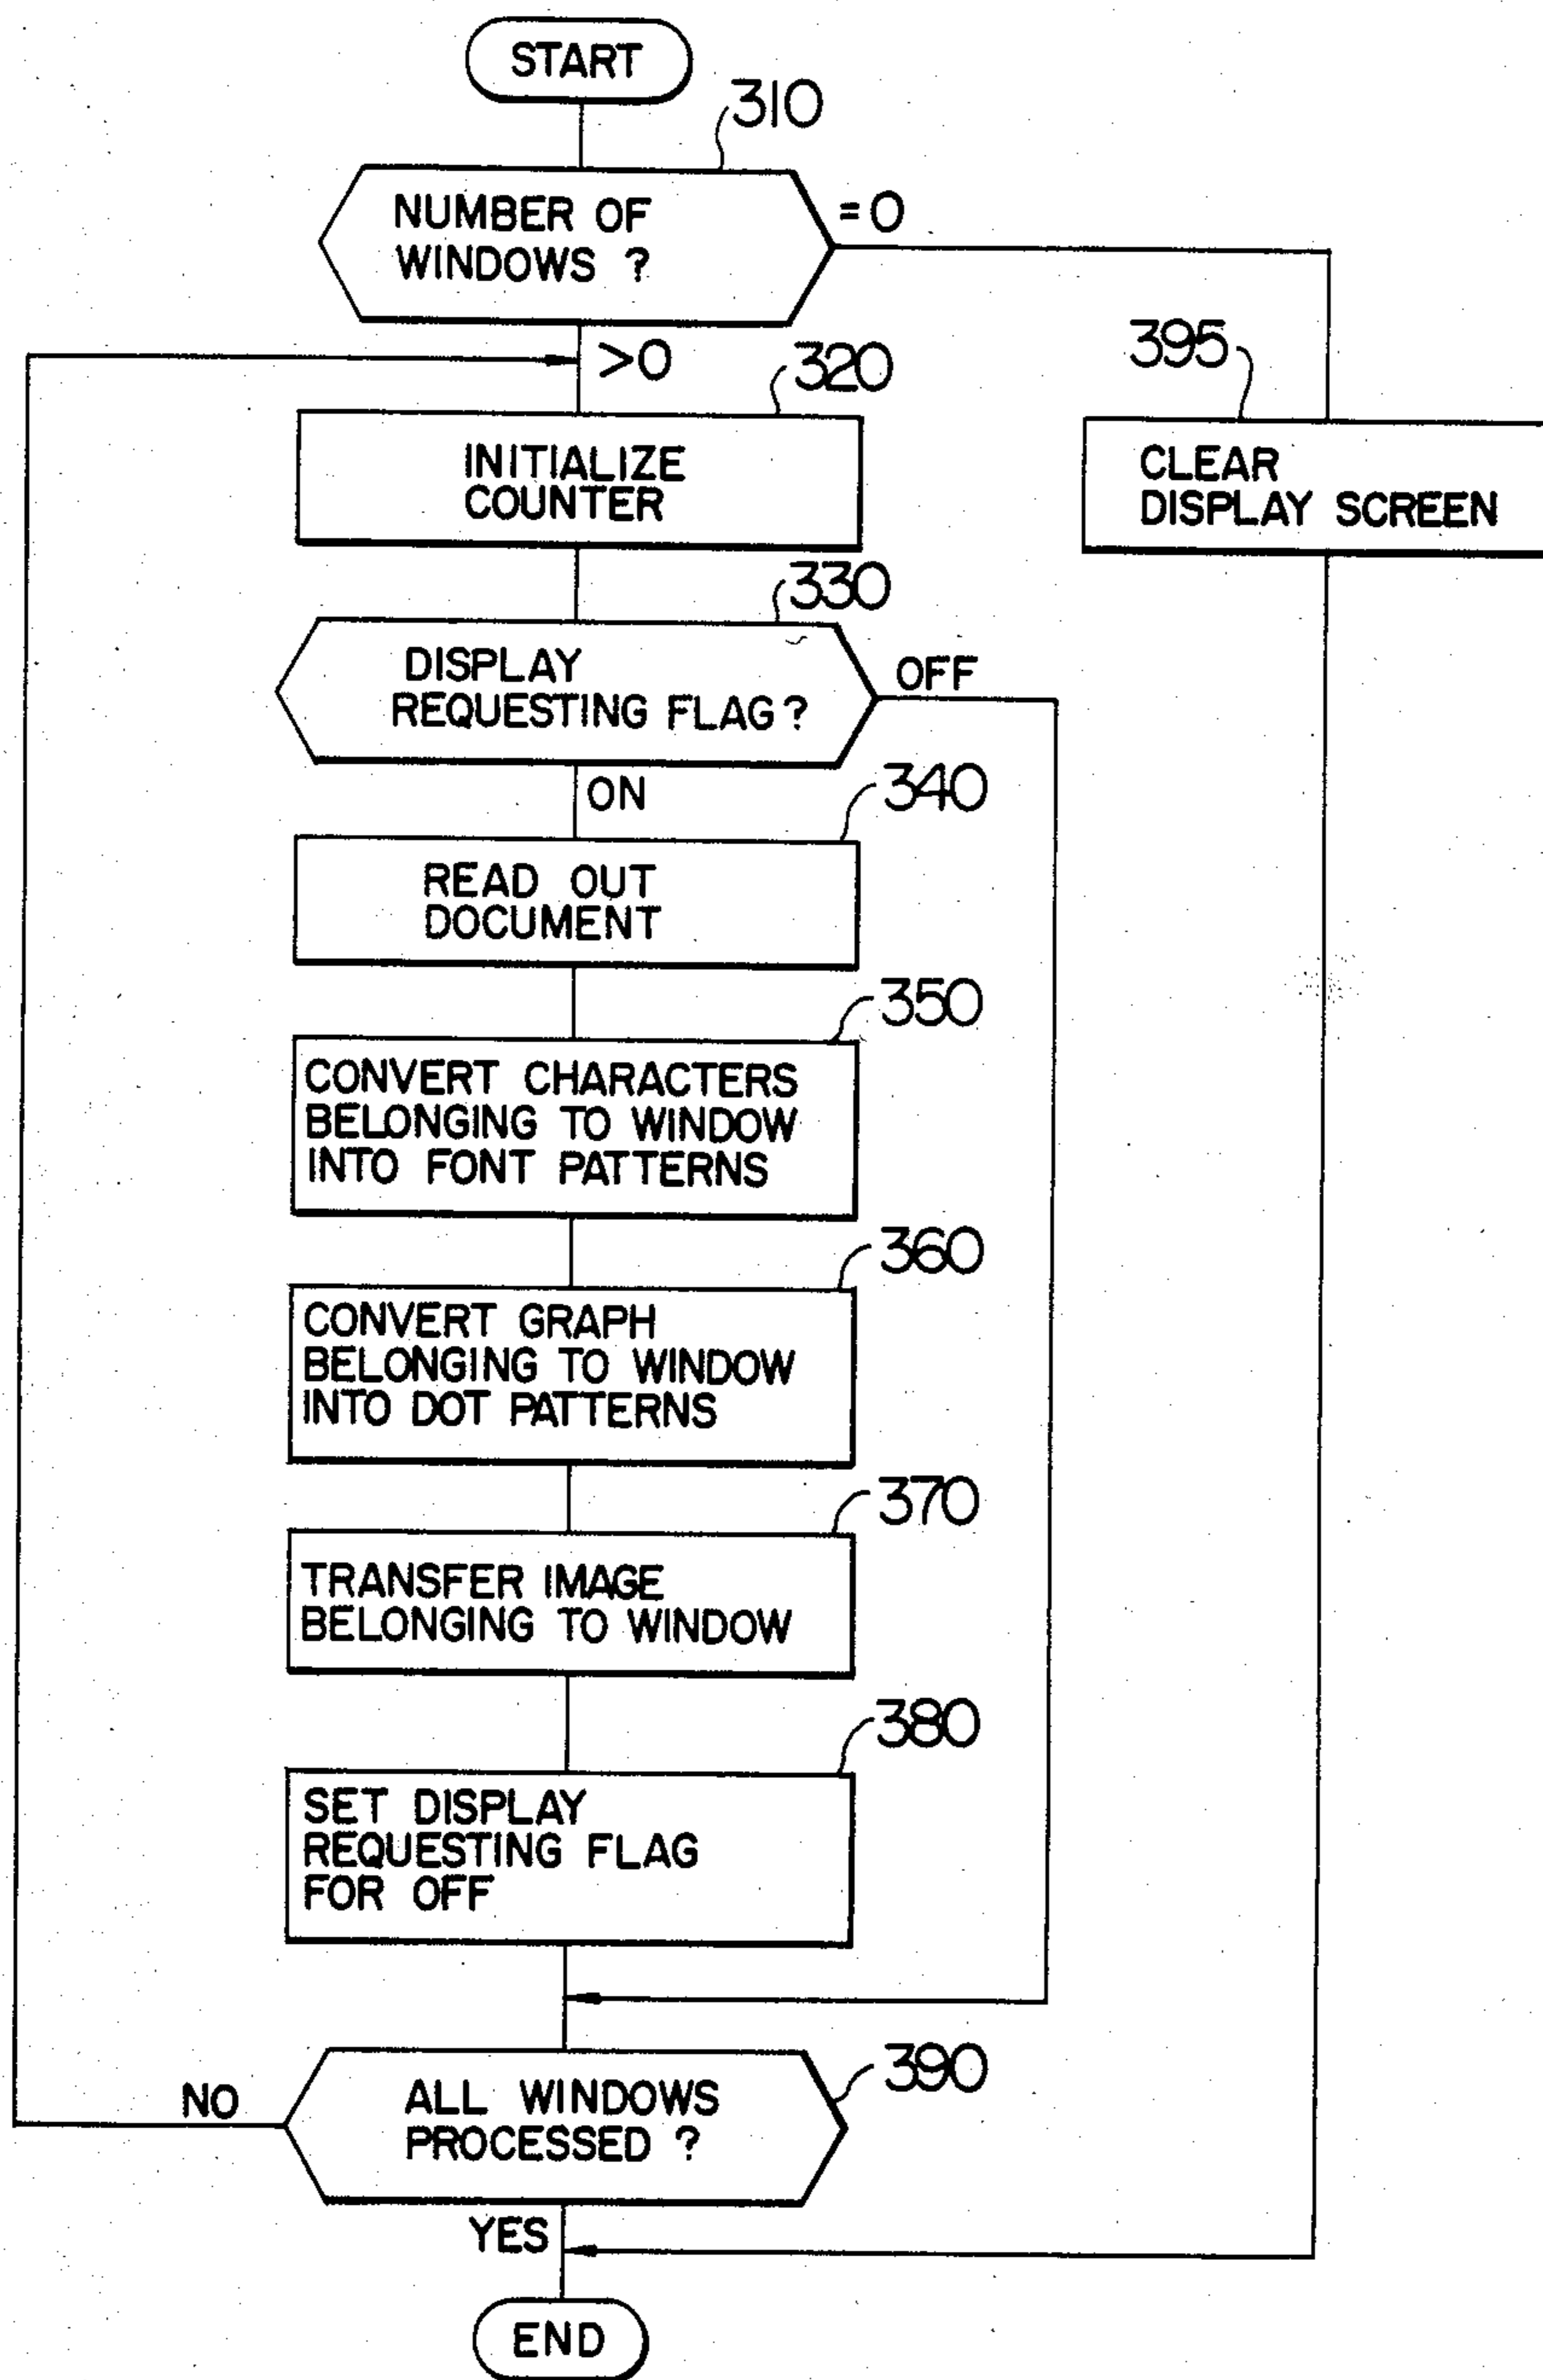 START
310
NUMBER OF
WINDOWS ?
=0
>0
320
395
INITIALIZE
COUNTER
CLEAR
DISPLAY SCREEN
330
DISPLAY
REQUESTING FLAG?
OFF
ON
340
READ OUT
DOCUMENT
350
CONVERT CHARACTERS
BELONGING TO WINDOW
INTO FONT PATTERNS
360
CONVERT GRAPH
BELONGING TO WINDOW
INTO DOT PATTERNS
370
TRANSFER IMAGE
BELONGING TO WINDOW
380
SET DISPLAY
REQUESTING FLAG
FOR OFF
390
NO
ALL WINDOWS
PROCESSED ?
YES
END